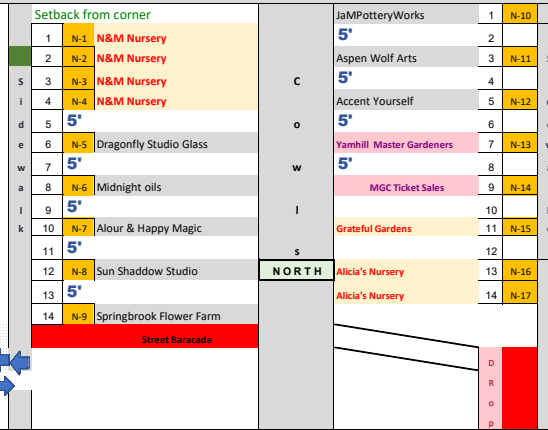 Setback from corner
1 N-1 N&M Nursery
2 N-2 N&M Nursery
3 N-3 N&M Nursery
4 N-4 N&M Nursery
5 5'
6 N-5 Dragonfly Studio Glass
7 5'
8 N-6 Midnight oils
9 5'
10 N-7 Alour & Happy Magic
11 5'
12 N-8 Sun Shaddow Studio
13 5'
14 N-9 Springbrook Flower Farm
Street Baracade
Sidewalk
Cowls
NORTH
JaMPotteryWorks 1 N-10
5' 2
Aspen Wolf Arts 3 N-11
5' 4
Accent Yourself 5 N-12
5' 6
Yamhill Master Gardeners 7 N-13
5' 8
MGC Ticket Sales 9 N-14
10
Grateful Gardens 11 N-15
12
Alicia's Nursery 13 N-16
Alicia's Nursery 14 N-17
DRop